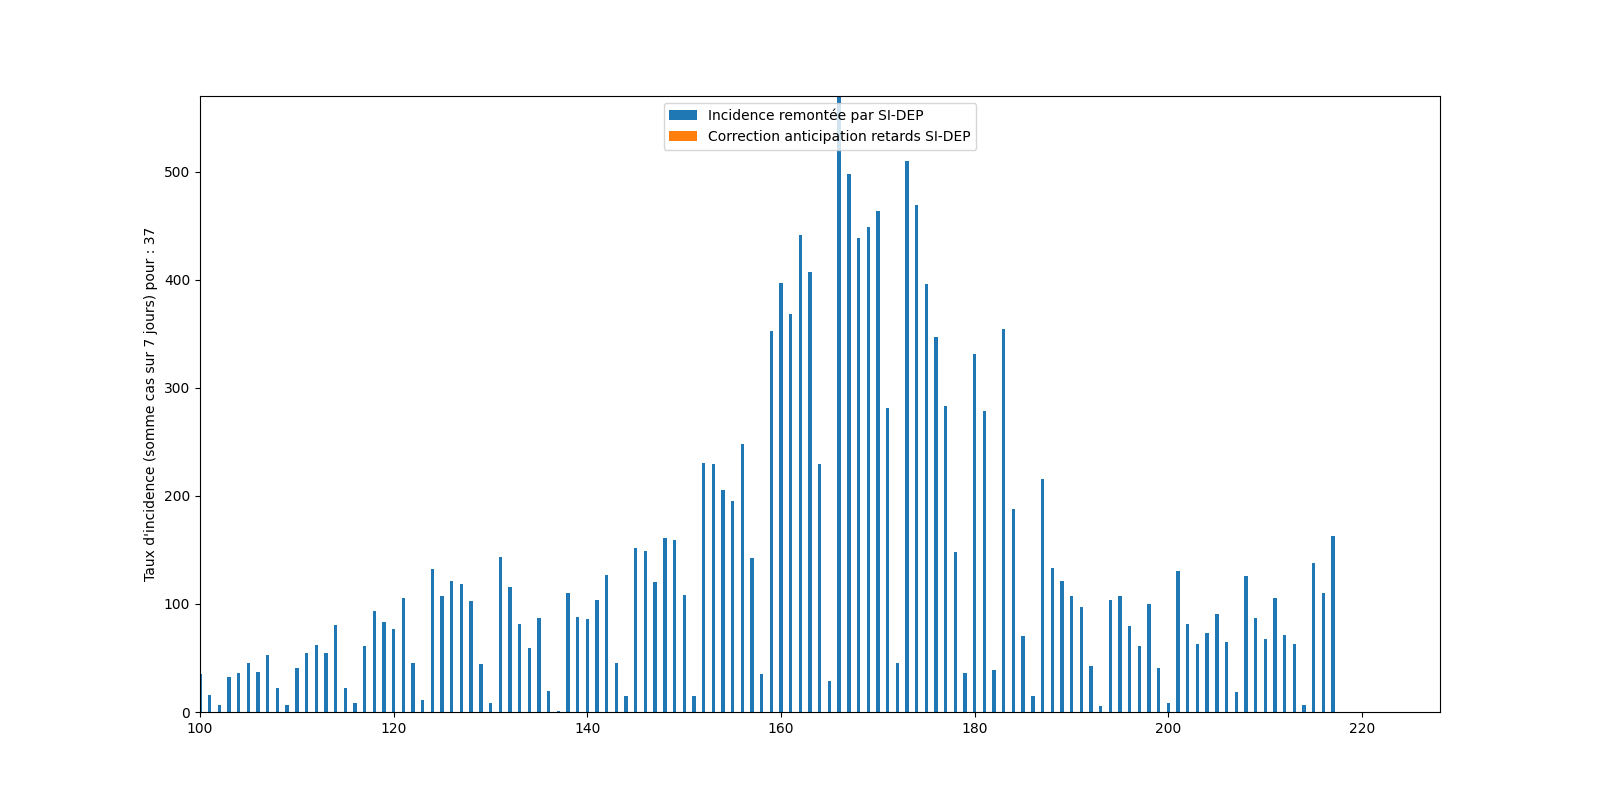 Incidence remontée par SI-DEP
Correction anticipation retards SI-DEP
Taux d'incidence (somme cas sur 7 jours) pour : 37
500
400
300
200
100
0
100 120 140 160 180 200 220